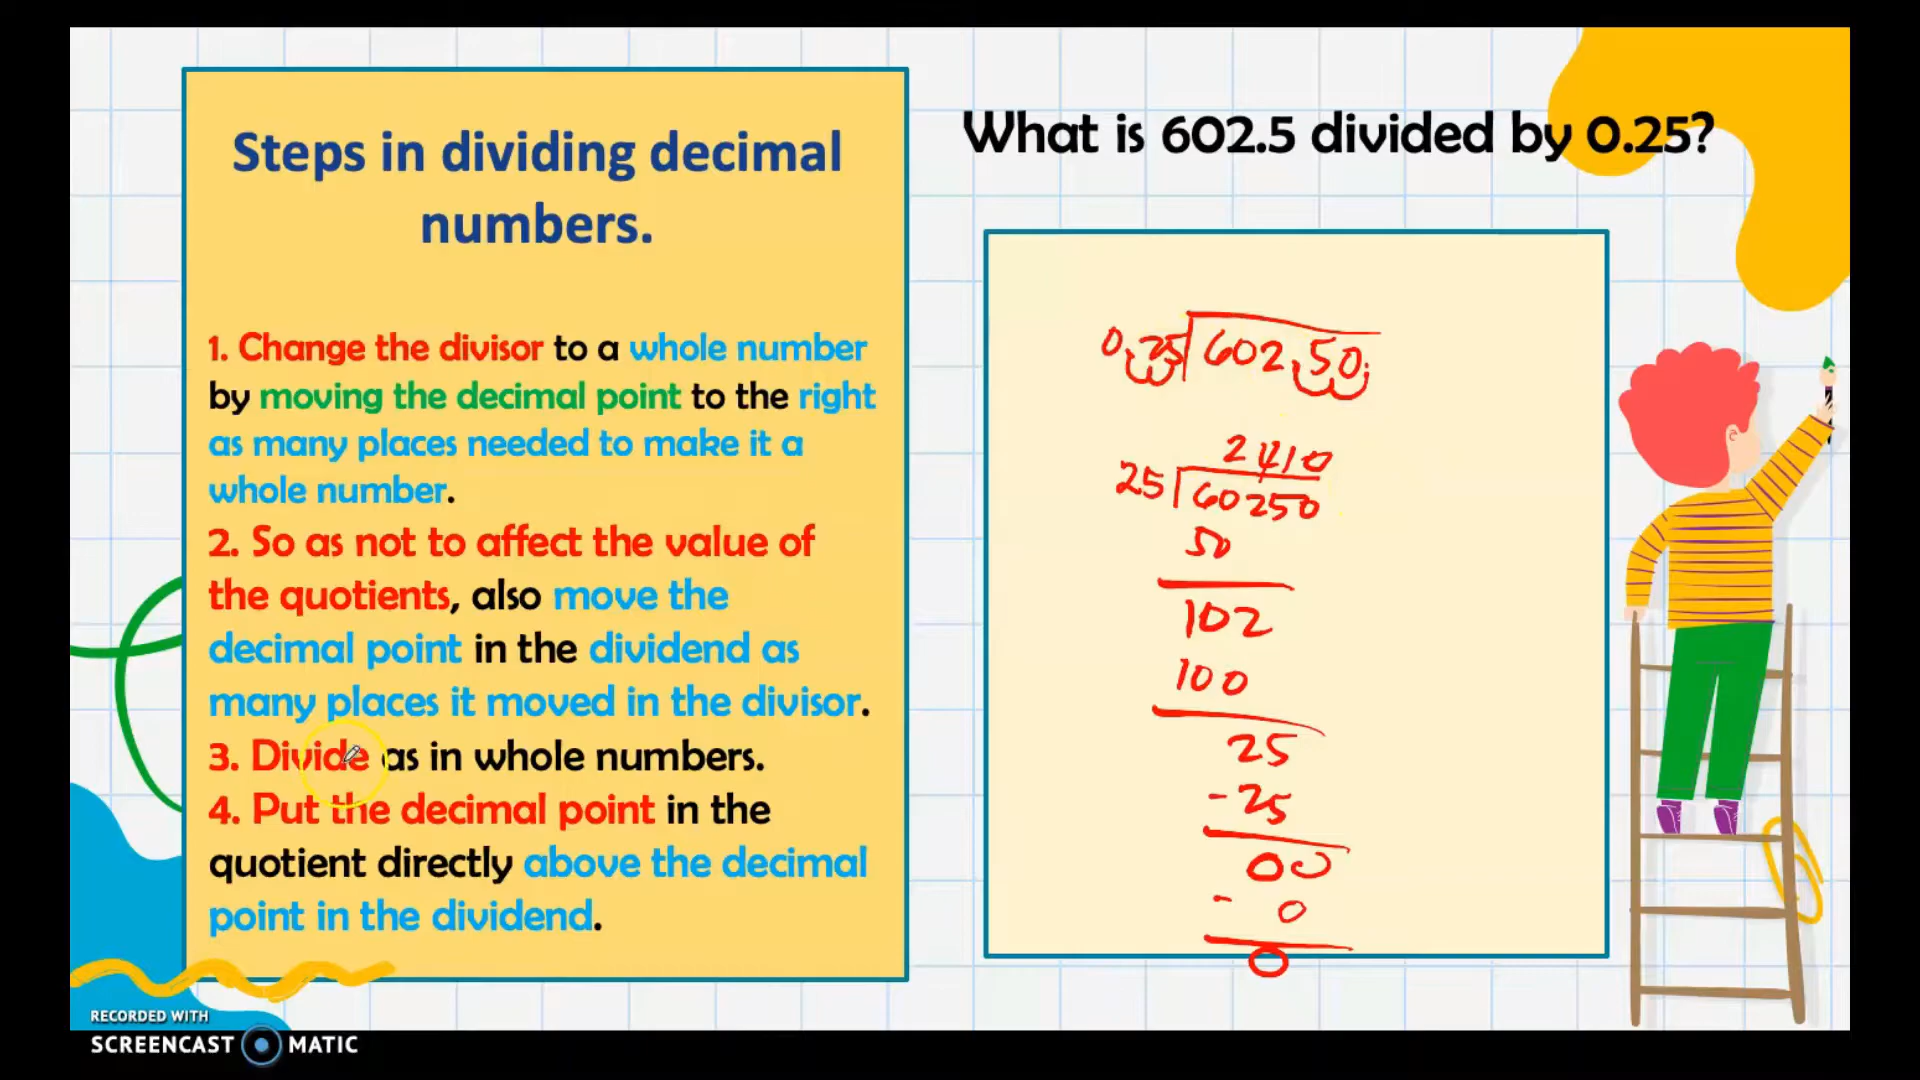 Steps in dividing decimal
numbers.
1. Change the divisor to a whole number
by moving the decimal point to the right
as many places needed to make it a
whole number.
2. So as not to affect the value of
the quotients, also move the
decimal point in the dividend as
many places it moved in the divisor.
3. Divide as in whole numbers.
4. Put the decimal point in the
quotient directly above the decimal
point in the dividend.
What is 602.5 divided by 0.25?
0.25 602.50.
2410
25 60250
50
102
100
25
-25
00
- 0
0
RECORDED WITH
SCREENCAST MATIC